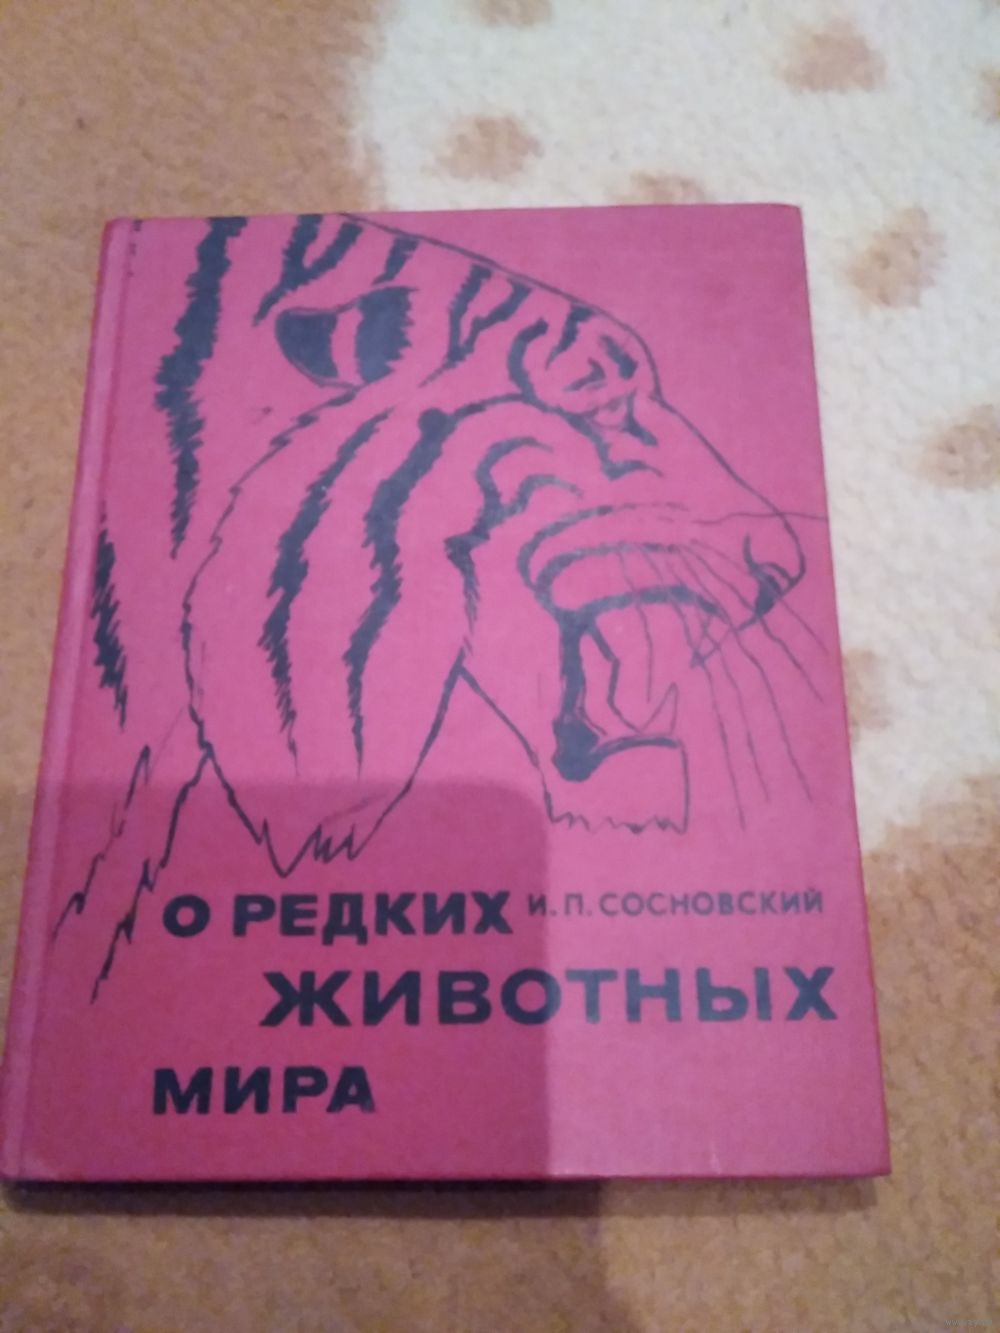 О РЕДКИХ И. П. СОСНОВСКИЙ
ЖИВОТНЫХ
МИРА